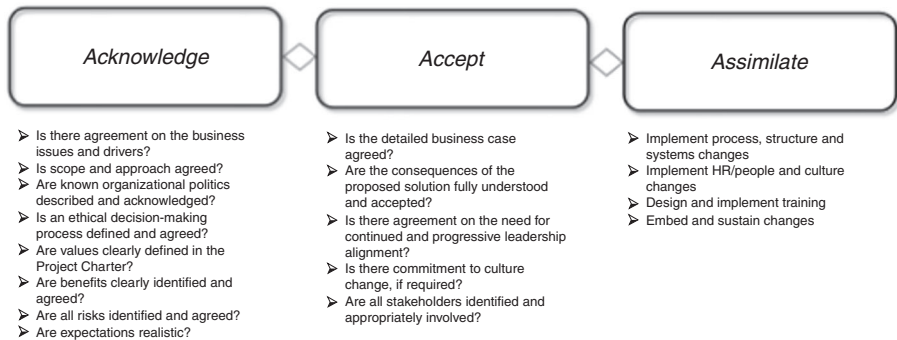 Acknowledge
Is there agreement on the business
issues and drivers?
Is scope and approach agreed?
Are known organizational politics
described and acknowledged?
Is an ethical decision-making
process defined and agreed?
Are values clearly defined in the
Project Charter?
Are benefits clearly identified and
agreed?
Are all risks identified and agreed?
Are expectations realistic?
Accept
Is the detailed business case
agreed?
Are the consequences of the
proposed solution fully understood
and accepted?
Is there agreement on the need for
continued and progressive leadership
alignment?
Is there commitment to culture
change, if required?
Are all stakeholders identified and
appropriately involved?
Assimilate
Implement process, structure and
systems changes
Implement HR/people and culture
changes
Design and implement training
Embed and sustain changes